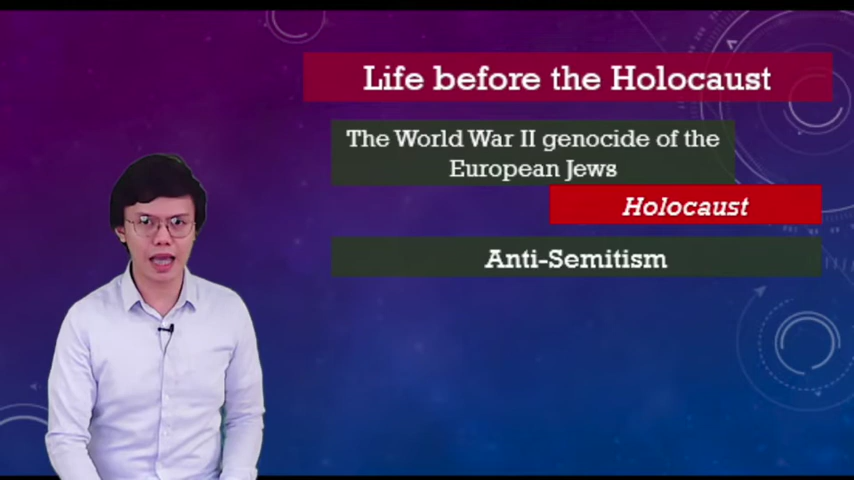 Life before the Holocaust
The World War II genocide of the
European Jews
Holocaust
Anti-Semitism